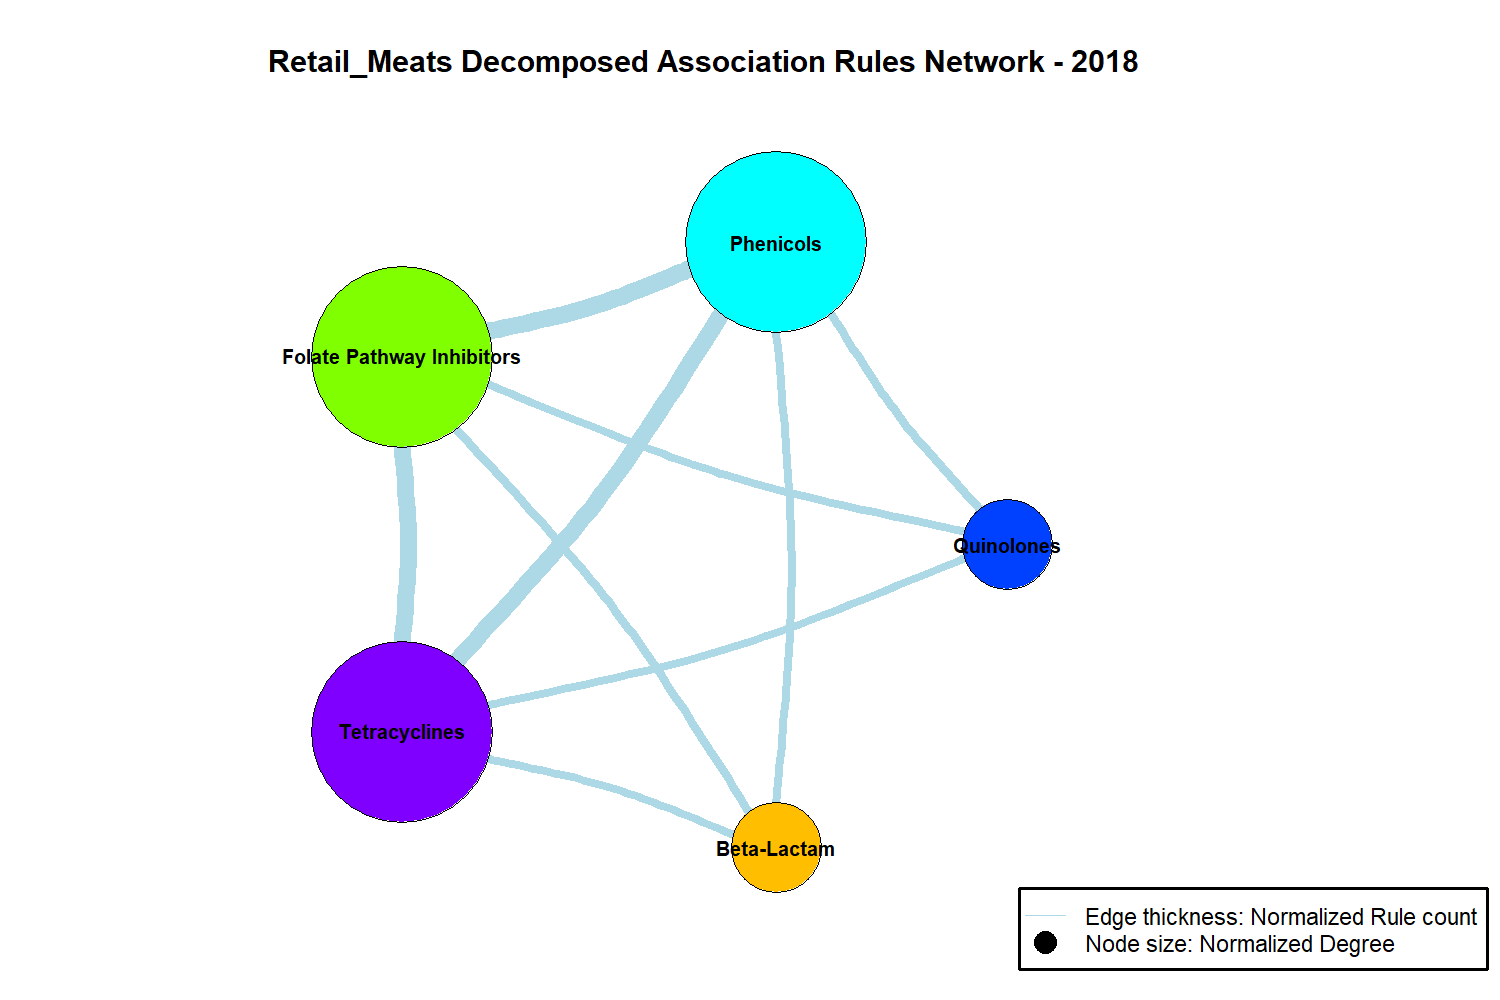 Retail_Meats Decomposed Association Rules Network - 2018
Phenicols
Folate Pathway Inhibitors
Quinolones
Tetracyclines
Beta-Lactam
Edge thickness: Normalized Rule count
Node size: Normalized Degree